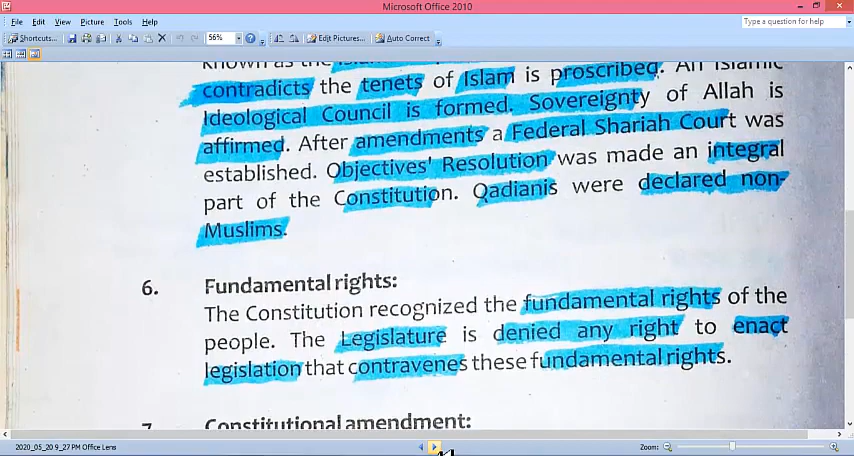 Microsoft Office 2010
File Edit View Picture Tools Help
Type a question for help
Shortcuts... 56% Edit Pictures... Auto Correct
known as the
contradicts the tenets of Islam is proscribed. An Islamic
Ideological Council is formed. Sovereignty of Allah is
affirmed. After amendments a Federal Shariah Court was
established. Objectives' Resolution was made an integral
part of the Constitution. Qadianis were declared non-
Muslims.
6. Fundamental rights:
The Constitution recognized the fundamental rights of the
people. The Legislature is denied any right to enact
legislation that contravenes these fundamental rights.
7. Constitutional amendment:
2020_05_20 9_27 PM Office Lens
Zoom: